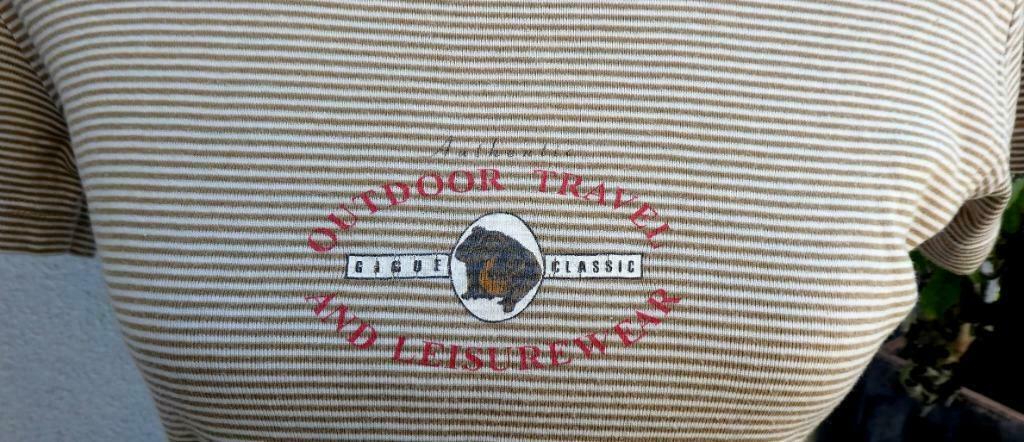 Authentic
OUTDOOR TRAVEL
GIGUE CLASSIC
AND LEISUREWEAR